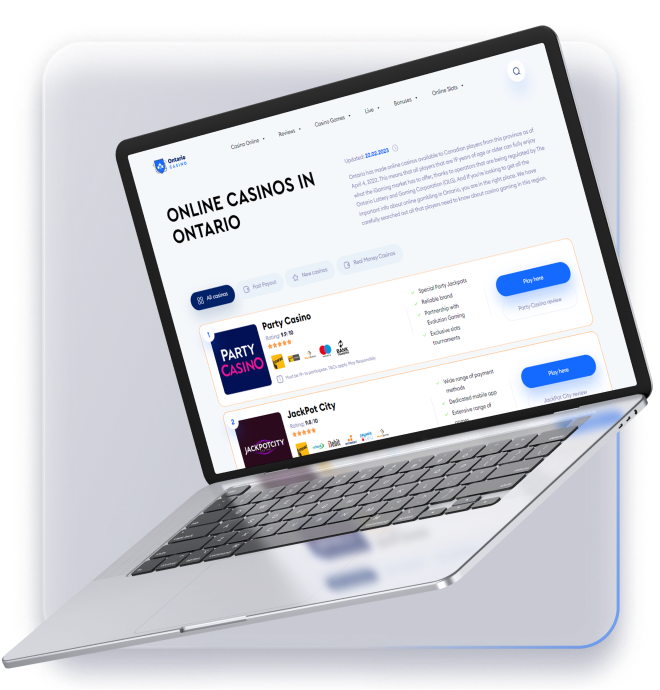 Ontario
CASINO
Casino Online
Reviews
Casino Games
Live
Bonuses
Online Slots
ONLINE CASINOS IN
ONTARIO
Updated: 22.02.2023
Ontario has made online casinos available to Canadian players from this province as of
April 4, 2022. This means that all players that are 19 years of age or older can fully enjoy
what the iGaming market has to offer, thanks to operators that are being regulated by The
Ontario Lottery and Gaming Corporation (OLG). And if you're looking to get all the
important info about online gambling in Ontario, you are in the right place. We have
carefully searched out all that players need to know about casino gaming in this region.
All casinos
Fast Payout
New casinos
Real Money Casinos
1
PARTY
CASINO
Party Casino
Rating: 9.9/10
BANK
Must be 19+ to participate. T&Cs apply. Play Responsibly
Special Party Jackpots
Reliable brand
Partnership with
Evolution Gaming
Exclusive slots
tournaments
Play here
Party Casino review
2
JACKPOTCITY
JackPot City
Rating: 9.8/10
Wide range of payment
methods
Dedicated mobile app
Extensive range of
Play here
JackPot City review